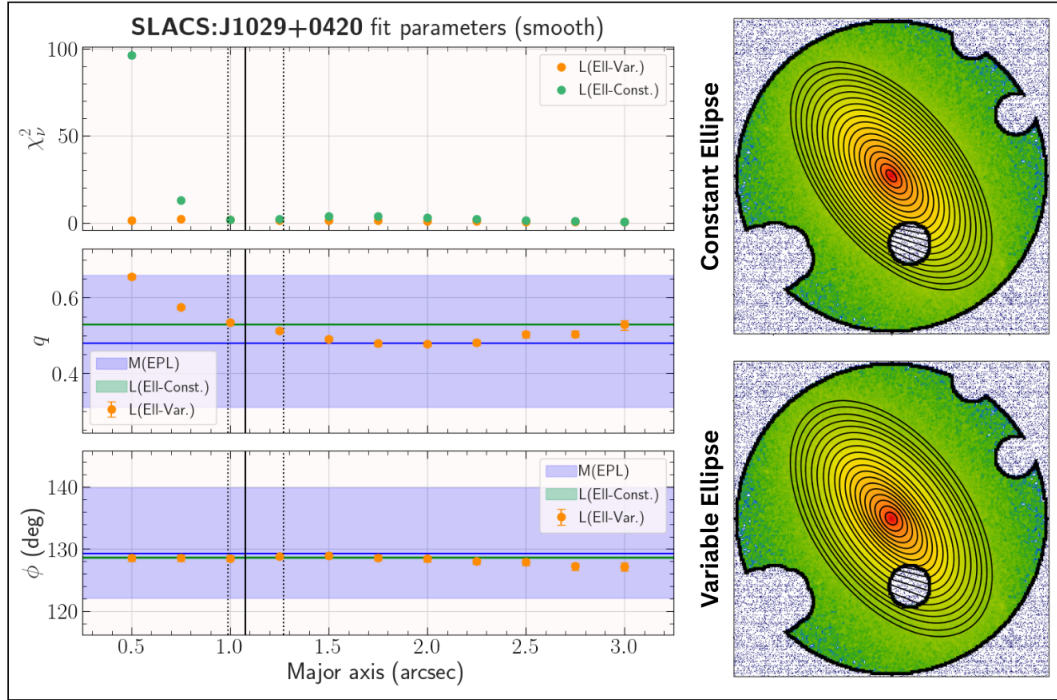 SLACS:J1029+0420 fit parameters (smooth)
100
50
0
χ²ᵥ
L(Ell-Var.)
L(Ell-Const.)
0.6
0.4
q
M(EPL)
L(Ell-Const.)
L(Ell-Var.)
140
130
120
ϕ (deg)
M(EPL)
L(Ell-Const.)
L(Ell-Var.)
0.5 1.0 1.5 2.0 2.5 3.0
Major axis (arcsec)
Constant Ellipse
Variable Ellipse